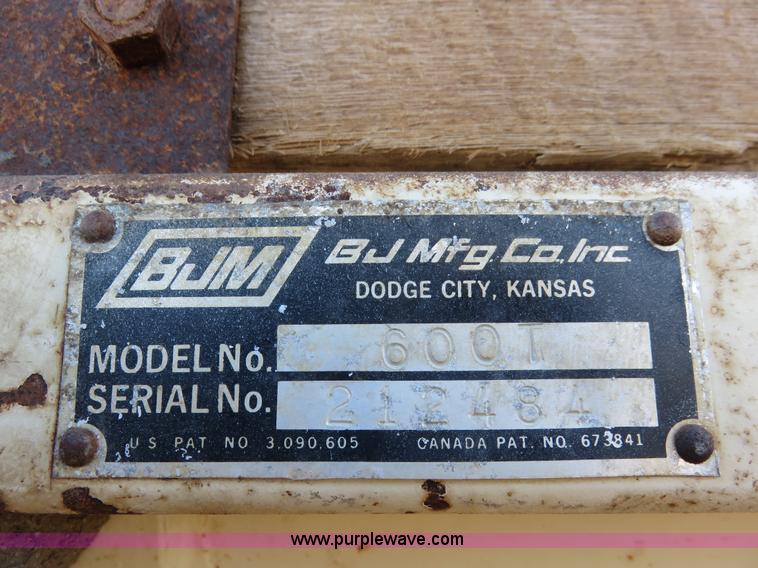 BJM
BJ Mfg. Co. Inc
DODGE CITY, KANSAS
MODEL No. 600T
SERIAL No. 212484
U S PAT NO 3,090,605 CANADA PAT. NO. 673841
www.purplewave.com